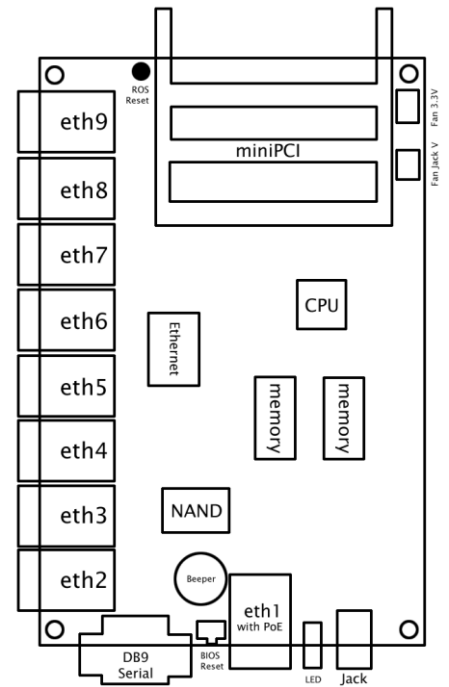 ROS
Reset
Fan 3.3V
eth9
miniPCI
Fan Jack V
eth8
eth7
CPU
eth6
Ethernet
eth5
memory
memory
eth4
eth3
NAND
eth2
Beeper
eth1
with PoE
DB9
Serial
BIOS
Reset
LED
Jack